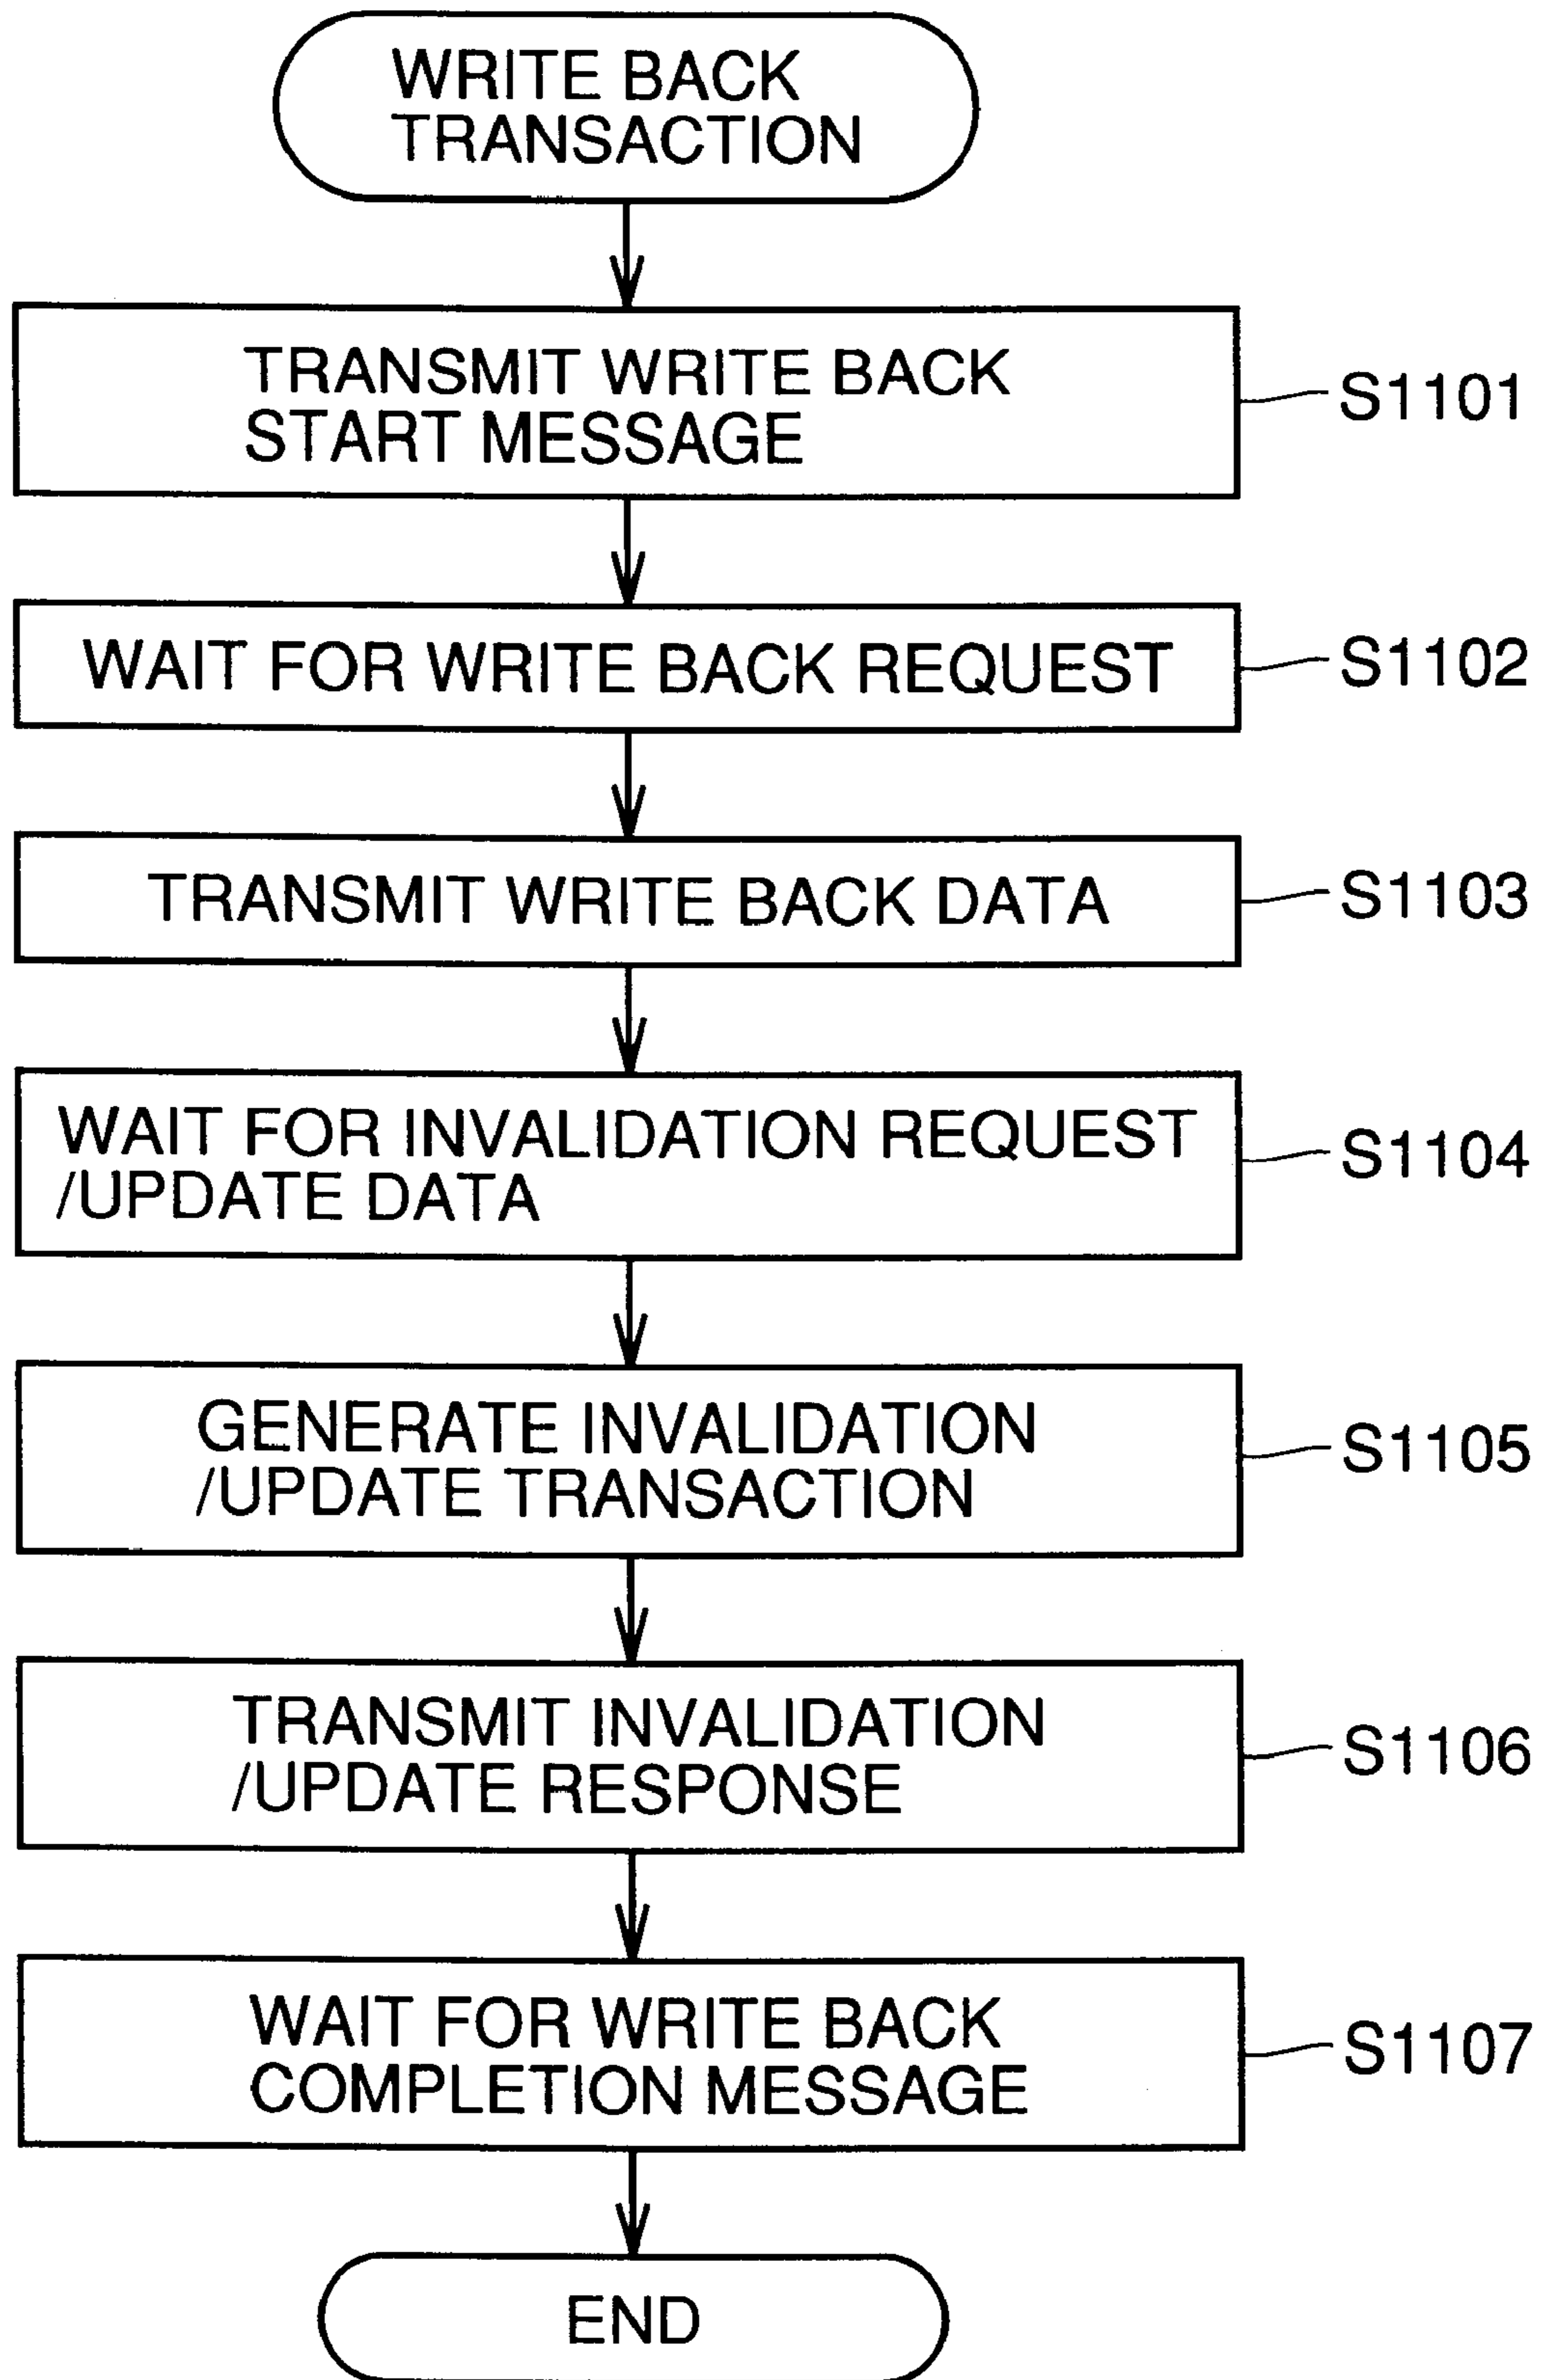 WRITE BACK
TRANSACTION
TRANSMIT WRITE BACK
START MESSAGE
S1101
WAIT FOR WRITE BACK REQUEST
S1102
TRANSMIT WRITE BACK DATA
S1103
WAIT FOR INVALIDATION REQUEST
/UPDATE DATA
S1104
GENERATE INVALIDATION
/UPDATE TRANSACTION
S1105
TRANSMIT INVALIDATION
/UPDATE RESPONSE
S1106
WAIT FOR WRITE BACK
COMPLETION MESSAGE
S1107
END